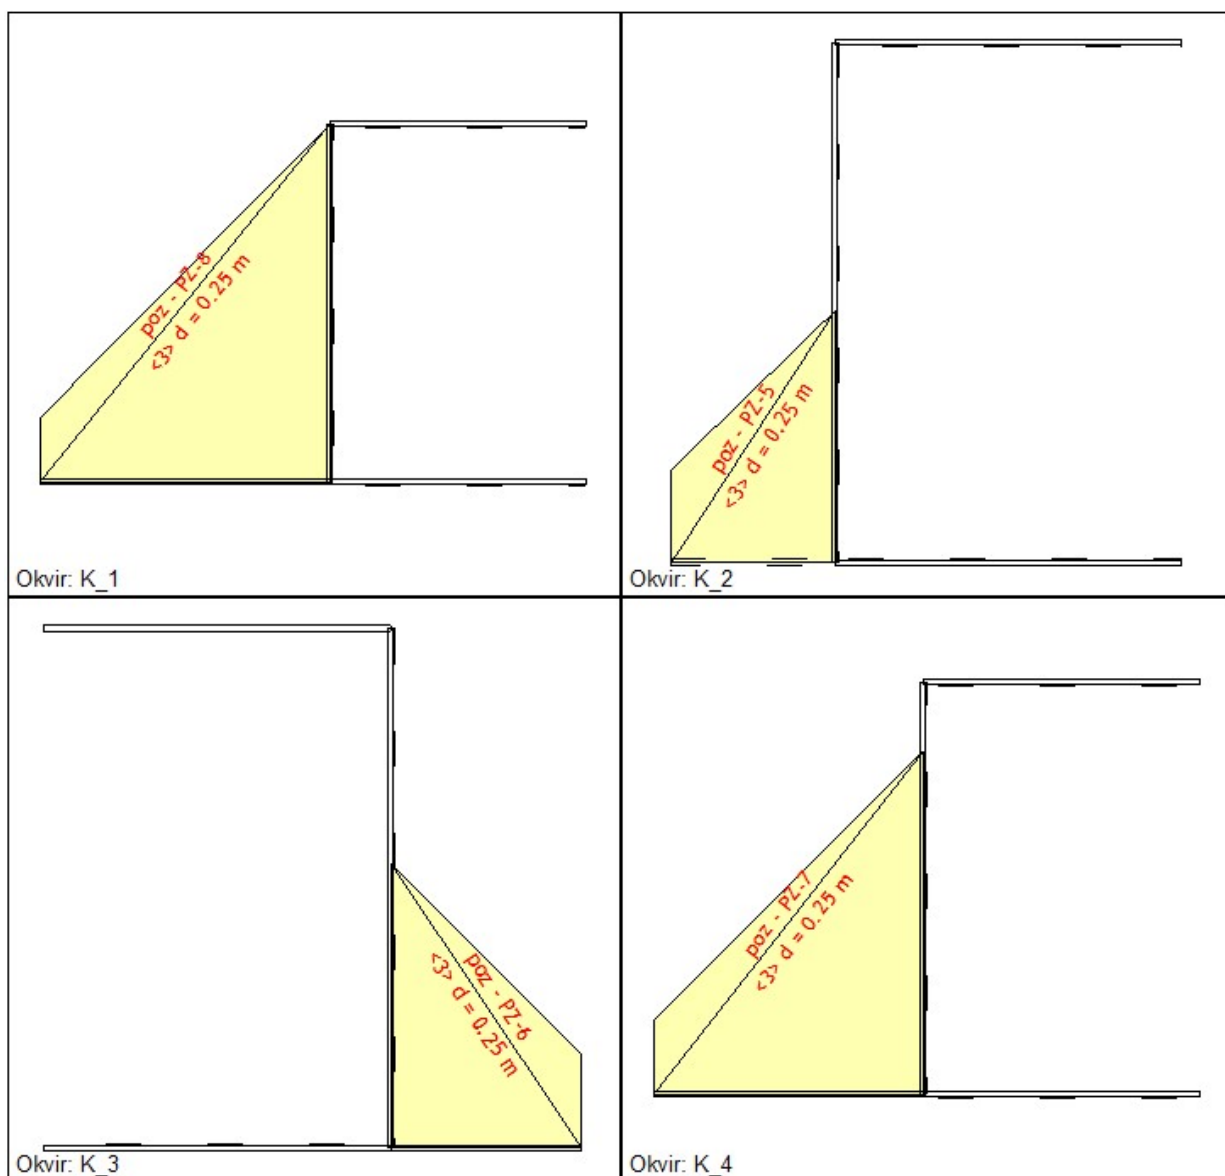 poz - PZ-8
<3> d = 0.25 m
Okvir: K_1
poz - PZ-5
<3> d = 0.25 m
Okvir: K_2
poz - PZ-6
<3> d = 0.25 m
Okvir: K_3
poz - PZ-7
<3> d = 0.25 m
Okvir: K_4